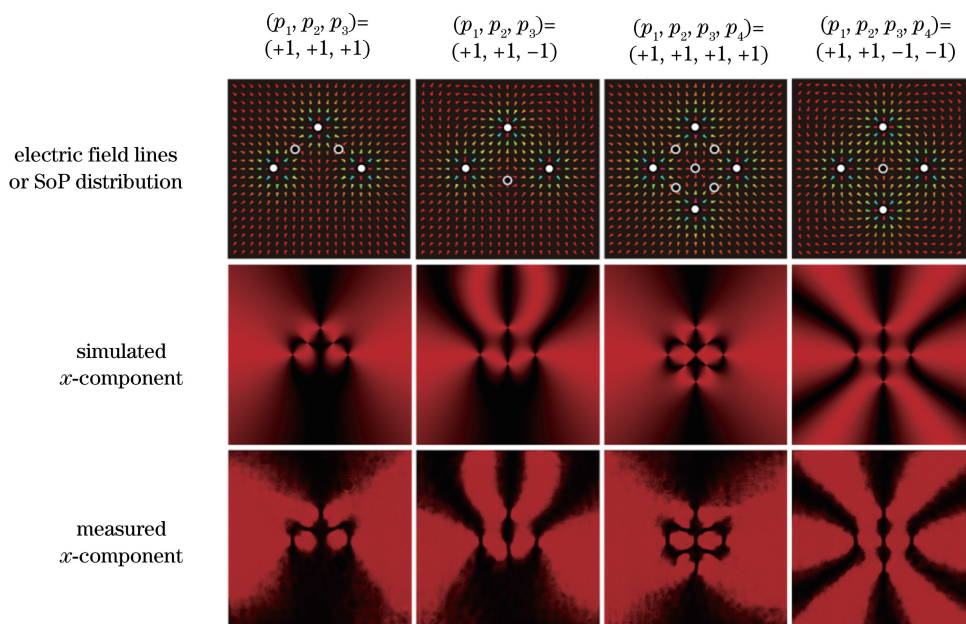 (p1, p2, p3)=
(+1, +1, +1)
(p1, p2, p3)=
(+1, +1, −1)
(p1, p2, p3, p4)=
(+1, +1, +1, +1)
(p1, p2, p3, p4)=
(+1, +1, −1, −1)
electric field lines
or SoP distribution
simulated
x-component
measured
x-component